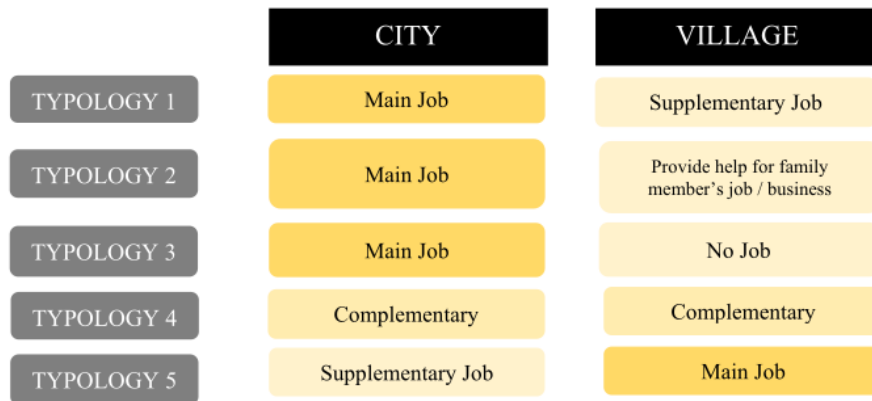 CITY VILLAGE
TYPOLOGY 1 Main Job Supplementary Job
TYPOLOGY 2 Main Job Provide help for family
member's job / business
TYPOLOGY 3 Main Job No Job
TYPOLOGY 4 Complementary Complementary
TYPOLOGY 5 Supplementary Job Main Job